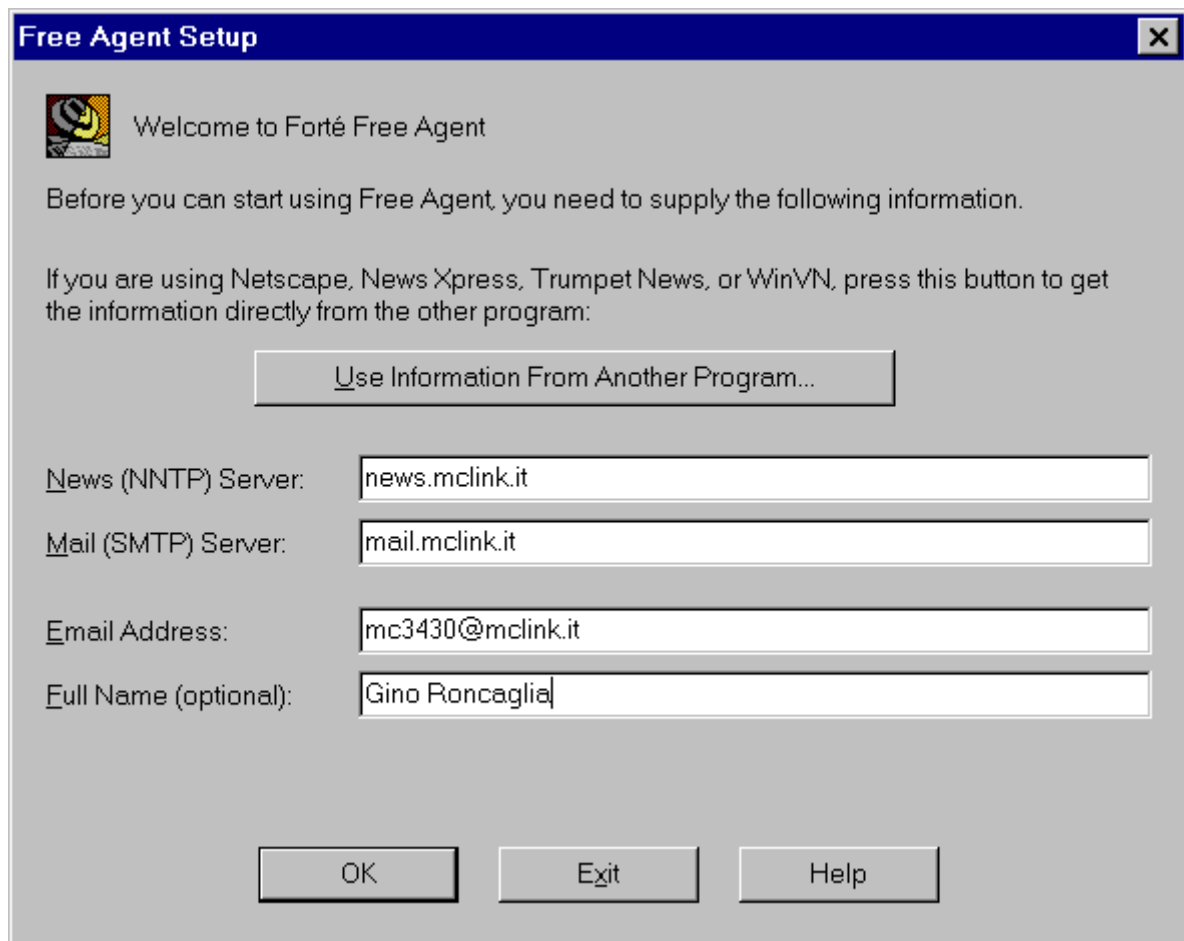 Free Agent Setup
Welcome to Forté Free Agent
Before you can start using Free Agent, you need to supply the following information.
If you are using Netscape, News Xpress, Trumpet News, or WinVN, press this button to get
the information directly from the other program:
Use Information From Another Program...
News (NNTP) Server: news.mclink.it
Mail (SMTP) Server: mail.mclink.it
Email Address: mc3430@mclink.it
Full Name (optional): Gino Roncaglia
OK Exit Help